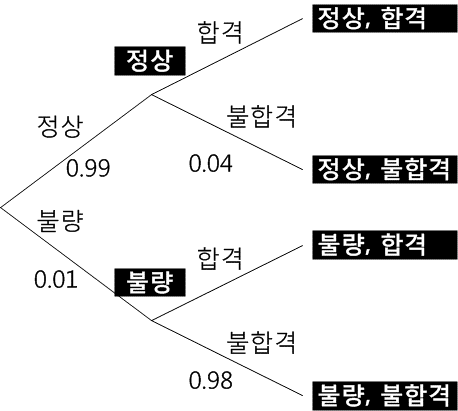 합격
정상, 합격
정상
불합격
정상
0.99
0.04
정상, 불합격
불량
합격
불량, 합격
0.01
불량
불합격
0.98
불량, 불합격